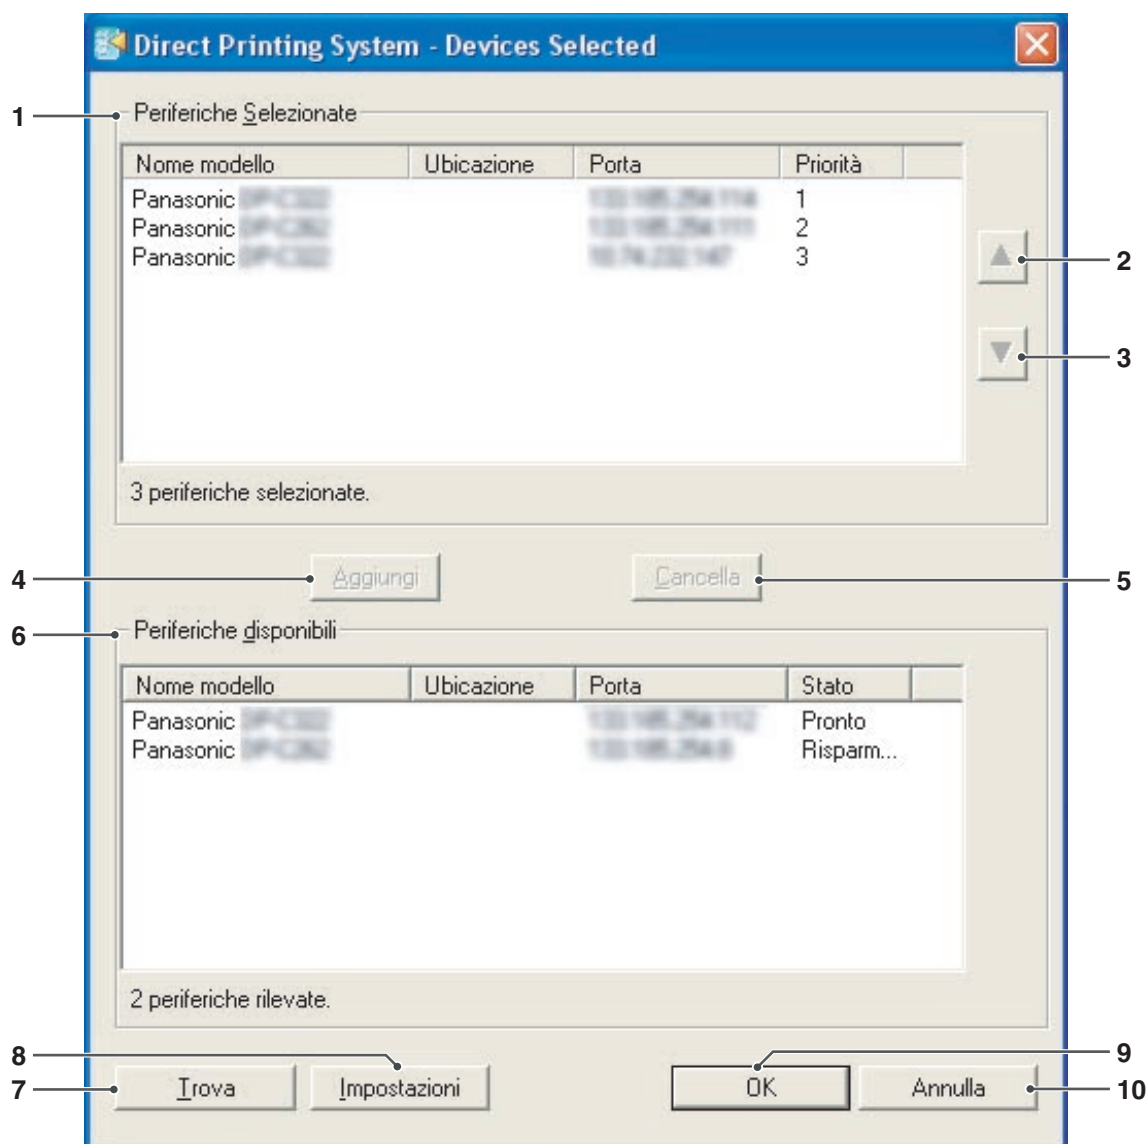 Direct Printing System - Devices Selected
1
Periferiche Selezionate
Nome modello Ubicazione Porta Priorità
Panasonic 1
Panasonic 2
Panasonic 3
2
3
3 periferiche selezionate.
4 Aggiungi Cancella 5
6
Periferiche disponibili
Nome modello Ubicazione Porta Stato
Panasonic Pronto
Panasonic Risparm...
2 periferiche rilevate.
8 9
7 Trova Impostazioni OK Annulla 10